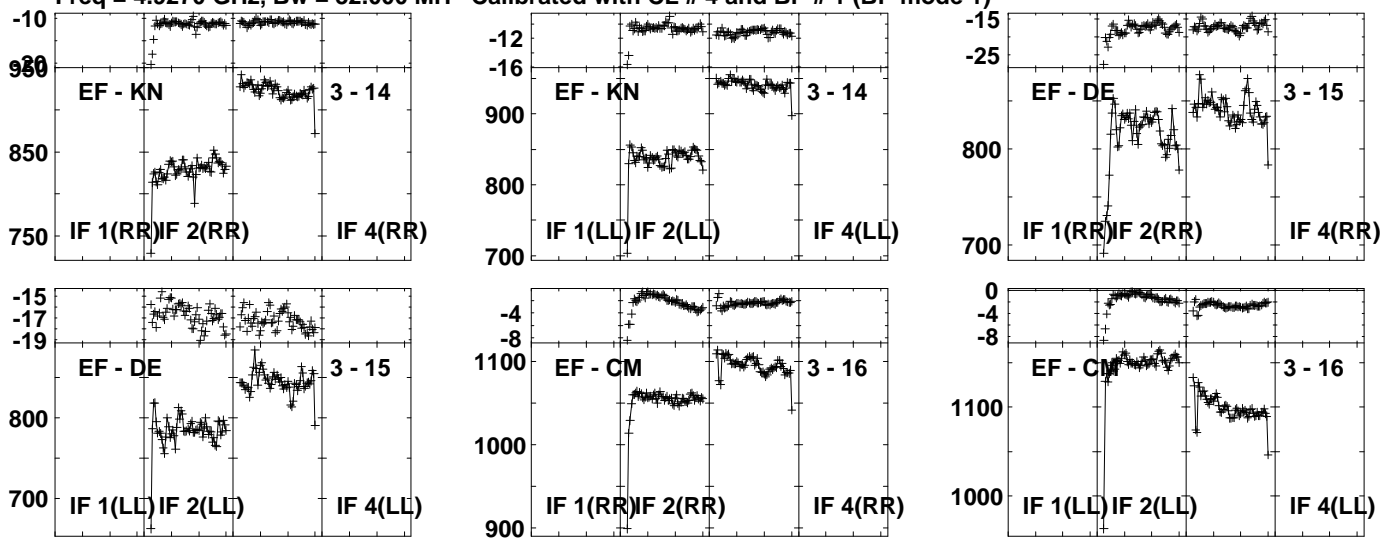 Freq = GHz, Bw = Calibrated with CL # 4 and BP # 1 (BP mode 1)
-10
-20
950
850
750
EF - KN
3 - 14
IF 1(RR)
IF 2(RR)
IF 4(RR)
-12
-16
900
800
700
EF - KN
3 - 14
IF 1(LL)
IF 2(LL)
IF 4(LL)
-15
-25
800
700
EF - DE
3 - 15
IF 1(RR)
IF 2(RR)
IF 4(RR)
-15
-17
-19
800
700
EF - DE
3 - 15
IF 1(LL)
IF 2(LL)
IF 4(LL)
-4
-8
1100
1000
900
EF - CM
3 - 16
IF 1(RR)
IF 2(RR)
IF 4(RR)
0
-4
-8
1100
1000
EF - CM
3 - 16
IF 1(LL)
IF 2(LL)
IF 4(LL)